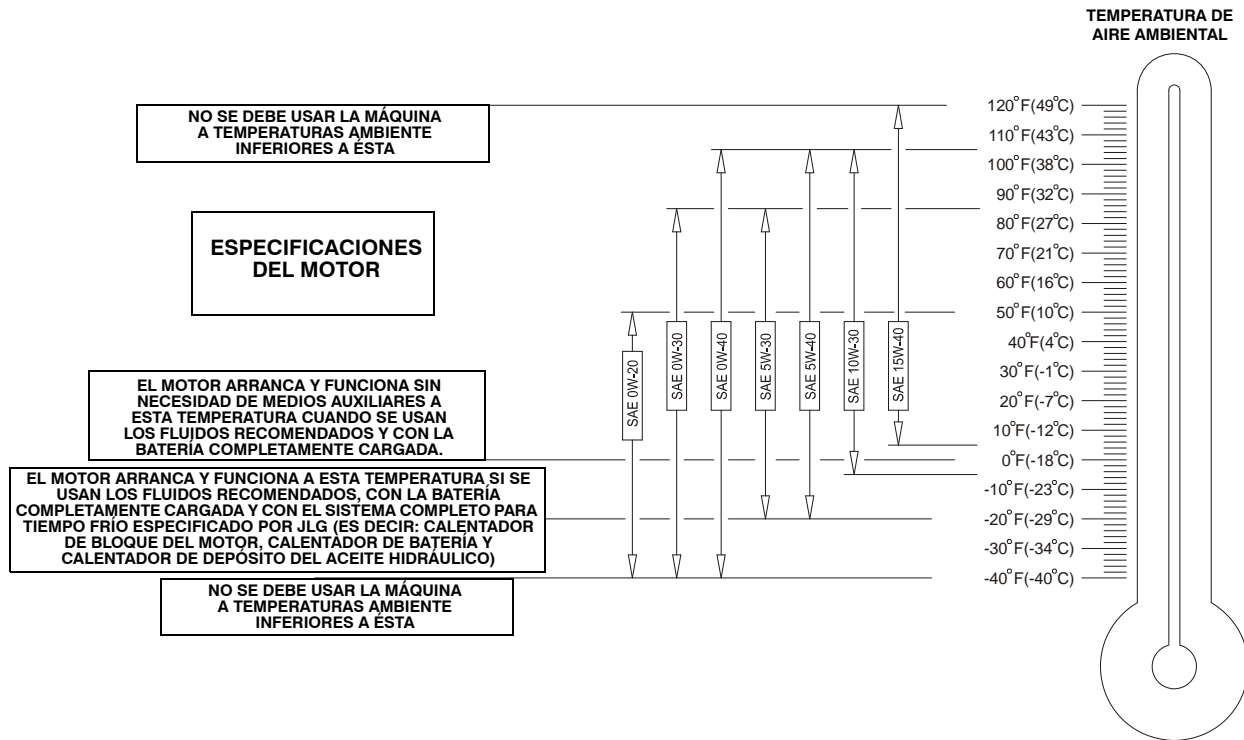 TEMPERATURA DE
AIRE AMBIENTAL
NO SE DEBE USAR LA MÁQUINA
A TEMPERATURAS AMBIENTE
INFERIORES A ÉSTA
ESPECIFICACIONES
DEL MOTOR
EL MOTOR ARRANCA Y FUNCIONA SIN
NECESIDAD DE MEDIOS AUXILIARES A
ESTA TEMPERATURA CUANDO SE USAN
LOS FLUIDOS RECOMENDADOS Y CON LA
BATERÍA COMPLETAMENTE CARGADA.
EL MOTOR ARRANCA Y FUNCIONA A ESTA TEMPERATURA SI SE
USAN LOS FLUIDOS RECOMENDADOS, CON LA BATERÍA
COMPLETAMENTE CARGADA Y CON EL SISTEMA COMPLETO PARA
TIEMPO FRÍO ESPECIFICADO POR JLG (ES DECIR: CALENTADOR
DE BLOQUE DEL MOTOR, CALENTADOR DE BATERÍA Y
CALENTADOR DE DEPÓSITO DEL ACEITE HIDRÁULICO)
NO SE DEBE USAR LA MÁQUINA
A TEMPERATURAS AMBIENTE
INFERIORES A ÉSTA
SAE 0W-20
SAE 0W-30
SAE 0W-40
SAE 5W-30
SAE 5W-40
SAE 10W-30
SAE 15W-40
120°F(49°C)
110°F(43°C)
100°F(38°C)
90°F(32°C)
80°F(27°C)
70°F(21°C)
60°F(16°C)
50°F(10°C)
40°F(4°C)
30°F(-1°C)
20°F(-7°C)
10°F(-12°C)
0°F(-18°C)
-10°F(-23°C)
-20°F(-29°C)
-30°F(-34°C)
-40°F(-40°C)